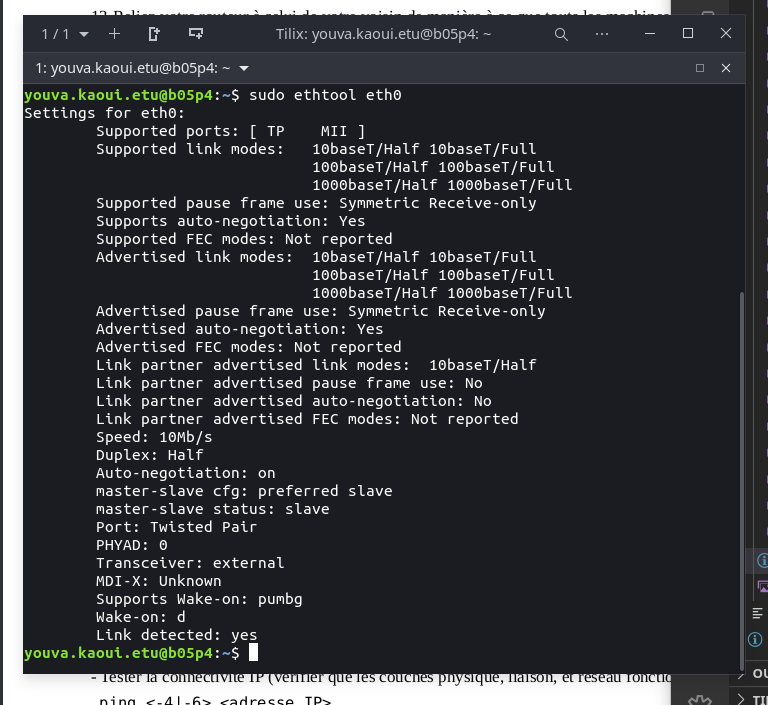 1 / 1
Tilix: youva.kaoui.etu@b05p4: ~
1: youva.kaoui.etu@b05p4: ~
youva.kaoui.etu@b05p4:~$ sudo ethtool eth0
Settings for eth0:
Supported ports: [ TP    MII ]
Supported link modes:   10baseT/Half 10baseT/Full
100baseT/Half 100baseT/Full
1000baseT/Half 1000baseT/Full
Supported pause frame use: Symmetric Receive-only
Supports auto-negotiation: Yes
Supported FEC modes: Not reported
Advertised link modes:  10baseT/Half 10baseT/Full
100baseT/Half 100baseT/Full
1000baseT/Half 1000baseT/Full
Advertised pause frame use: Symmetric Receive-only
Advertised auto-negotiation: Yes
Advertised FEC modes: Not reported
Link partner advertised link modes:  10baseT/Half
Link partner advertised pause frame use: No
Link partner advertised auto-negotiation: No
Link partner advertised FEC modes: Not reported
Speed: 10Mb/s
Duplex: Half
Auto-negotiation: on
master-slave cfg: preferred slave
master-slave status: slave
Port: Twisted Pair
PHYAD: 0
Transceiver: external
MDI-X: Unknown
Supports Wake-on: pumbg
Wake-on: d
Link detected: yes
youva.kaoui.etu@b05p4:~$
- Tester la connectivité IP (vérifier que les couches physique, liaison, et réseau
ping <-4|-6> <adresse IP>